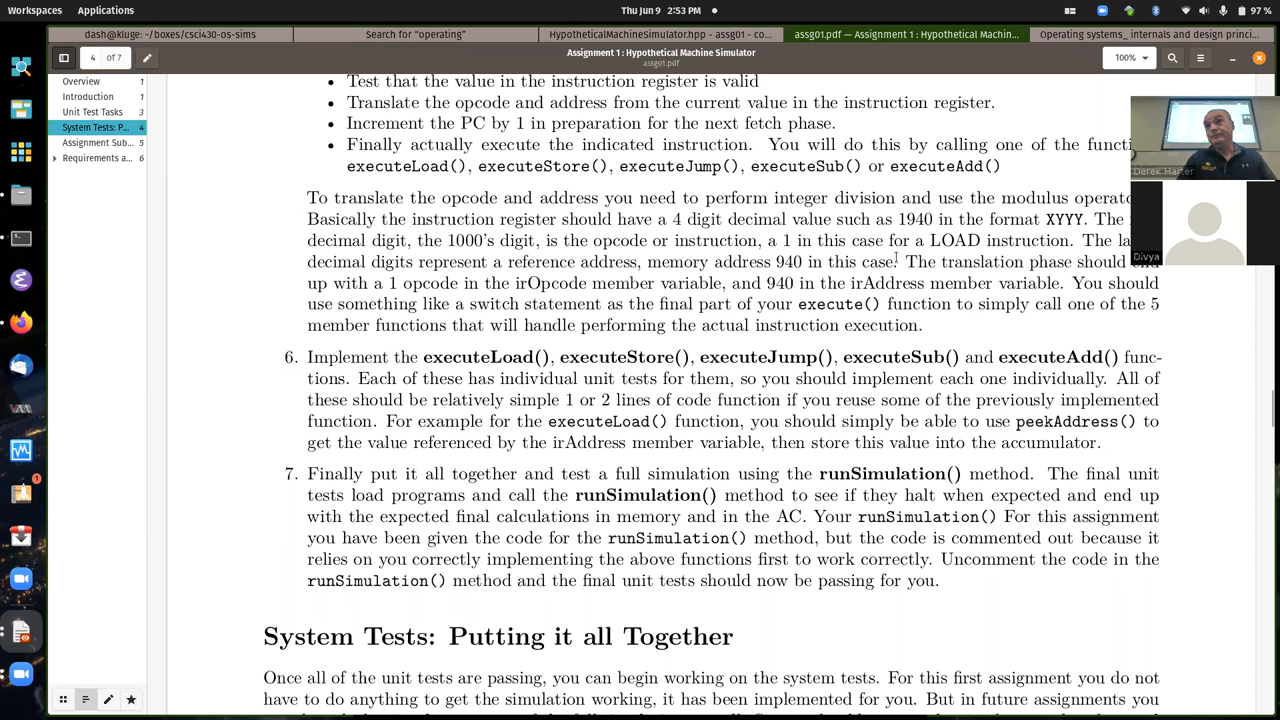 Workspaces Applications Thu Jun 9 2:53 PM 97 %
dash@kluge: ~/boxes/csci430-os-sims Search for "operating" HypotheticalMachineSimulator.hpp - assg01 - co... assg01.pdf — Assignment 1 : Hypothetical Machin... Operating systems_ internals and design princi...
4 of 7 Assignment 1 : Hypothetical Machine Simulator 100%
assg01.pdf
Overview 1
Introduction 1
Unit Test Tasks 3
System Tests: P... 4
Assignment Sub... 5
Requirements a... 6
• Test that the value in the instruction register is valid
• Translate the opcode and address from the current value in the instruction register.
• Increment the PC by 1 in preparation for the next fetch phase.
• Finally actually execute the indicated instruction. You will do this by calling one of the functi
executeLoad(), executeStore(), executeJump(), executeSub() or executeAdd()
Derek Harter
Divya
To translate the opcode and address you need to perform integer division and use the modulus operato
Basically the instruction register should have a 4 digit decimal value such as 1940 in the format XYYY. The
decimal digit, the 1000's digit, is the opcode or instruction, a 1 in this case for a LOAD instruction. The la
decimal digits represent a reference address, memory address 940 in this case. The translation phase should end
up with a 1 opcode in the irOpcode member variable, and 940 in the irAddress member variable. You should
use something like a switch statement as the final part of your execute() function to simply call one of the 5
member functions that will handle performing the actual instruction execution.
6. Implement the executeLoad(), executeStore(), executeJump(), executeSub() and executeAdd() func-
tions. Each of these has individual unit tests for them, so you should implement each one individually. All of
these should be relatively simple 1 or 2 lines of code function if you reuse some of the previously implemented
function. For example for the executeLoad() function, you should simply be able to use peekAddress() to
get the value referenced by the irAddress member variable, then store this value into the accumulator.
7. Finally put it all together and test a full simulation using the runSimulation() method. The final unit
tests load programs and call the runSimulation() method to see if they halt when expected and end up
with the expected final calculations in memory and in the AC. Your runSimulation() For this assignment
you have been given the code for the runSimulation() method, but the code is commented out because it
relies on you correctly implementing the above functions first to work correctly. Uncomment the code in the
runSimulation() method and the final unit tests should now be passing for you.
System Tests: Putting it all Together
Once all of the unit tests are passing, you can begin working on the system tests. For this first assignment you do not
have to do anything to get the simulation working, it has been implemented for you. But in future assignments you